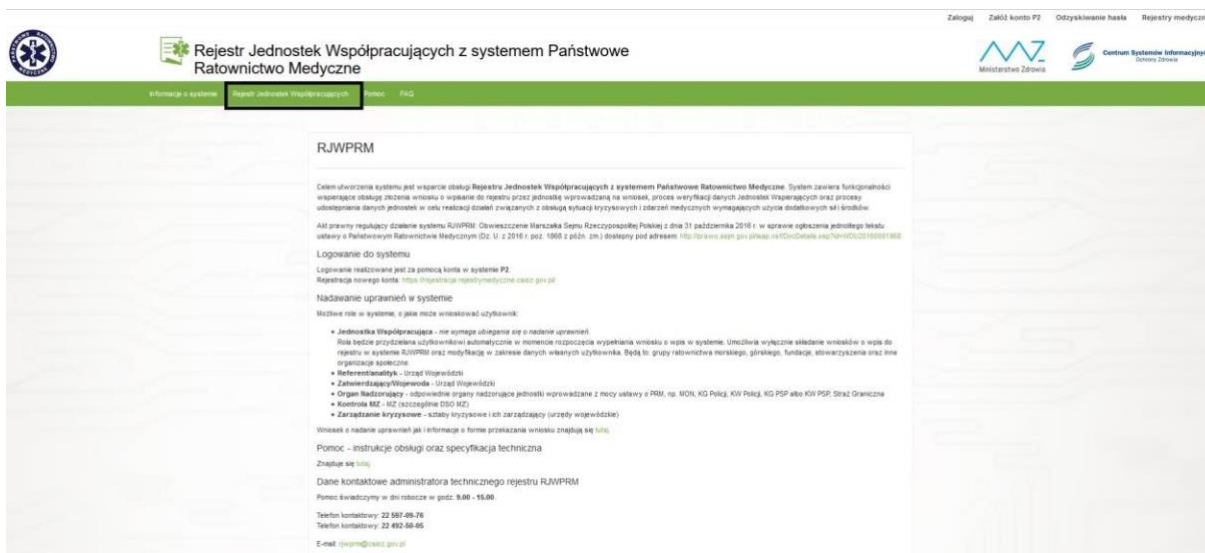 Zaloguj Załóż konto P2 Odzyskiwanie hasła Rejestry medyczn
Rejestr Jednostek Współpracujących z systemem Państwowe
Ratownictwo Medyczne
Ministerstwo Zdrowia
Centrum Systemów Informacyjnyc
Ochrony Zdrowia
Informacje o systemie Rejestr Jednostek Współpracujących Pomoc FAQ
RJWPRM
Celem utworzenia systemu jest wsparcie obsługi Rejestru Jednostek Współpracujących z systemem Państwowe Ratownictwo Medyczne. System zawiera funkcjonalności
wspierające obsługę złożenia wniosku o wpisanie do rejestru przez jednostkę wprowadzaną na wniosek, proces weryfikacji danych Jednostek Wspierających oraz procesy
udostępnienia danych jednostek w celu realizacji działań związanych z obsługą sytuacji kryzysowych i zdarzeń medycznych wymagających użycia dodatkowych sił i środków.
Akt prawny regulujący działanie systemu RJWPRM: Obwieszczenie Marszałka Sejmu Rzeczypospolitej Polskiej z dnia 31 października 2016 r. w sprawie ogłoszenia jednolitego tekstu
ustawy o Państwowym Ratownictwie Medycznym (Dz. U. z 2016 r. poz. 1868 z późn. zm.) dostępny pod adresem:
Logowanie do systemu
Logowanie realizowane jest za pomocą konta w systemie P2.
Rejestracja nowego konta: https://rejestracja.rejestrymedyczne.csioz.gov.pl/
Nadawanie uprawnień w systemie
Możliwe role w systemie, o jakie może wnioskować użytkownik:
• Jednostka Współpracująca - nie wymaga ubiegania się o nadanie uprawnień.
Rola będzie przydzielana użytkownikowi automatycznie w momencie rozpoczęcia wypełniania wniosku o wpis w systemie. Umożliwia wyłącznie składanie wniosków o wpis do
rejestru w systemie RJWPRM oraz modyfikację w zakresie danych własnych użytkownika. Będą to: grupy ratownictwa morskiego, górskiego, fundacje, stowarzyszenia oraz inne
organizacje społeczne.
• Referent/analityk - Urząd Wojewódzki
• Zatwierdzający/Wojewoda - Urząd Wojewódzki
• Organ Nadzorujący - odpowiednie organy nadzorujące jednostki wprowadzane z mocy ustawy o PRM, np. MON, KG Policji, KW Policji, KG PSP albo KW PSP, Straż Graniczna
• Kontrola MZ - MZ (szczególnie DSO MZ)
• Zarządzanie kryzysowe - sztaby kryzysowe i ich zarządzający (urzędy wojewódzkie)
Wniosek o nadanie uprawnień jak i informacje o formie przekazania wniosku znajdują się tutaj.
Pomoc - instrukcje obsługi oraz specyfikacja techniczna
Znajduje się tutaj.
Dane kontaktowe administratora technicznego rejestru RJWPRM
Pomoc świadczymy w dni robocze w godz. 9.00 - 15.00.
Telefon kontaktowy: 22 597-09-76
Telefon kontaktowy: 22 492-50-05
E-mail: rjwprm@csioz.gov.pl